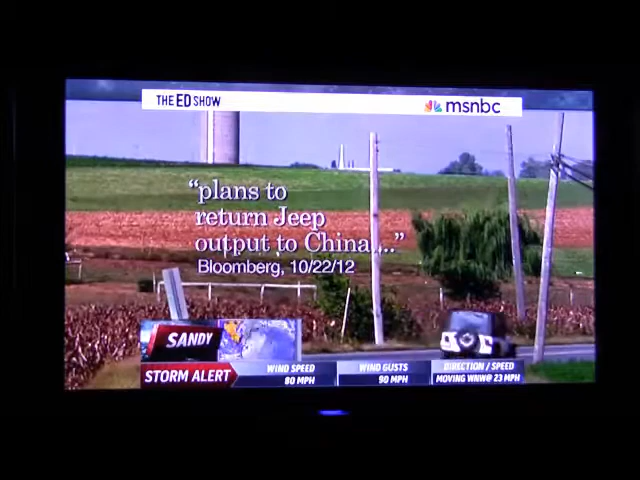 THE ED SHOW
msnbc
"plans to
return Jeep
output to China...."
Bloomberg, 10/22/12
SANDY
STORM ALERT
WIND SPEED
80 MPH
WIND GUSTS
90 MPH
DIRECTION / SPEED
MOVING WNW@ 23 MPH